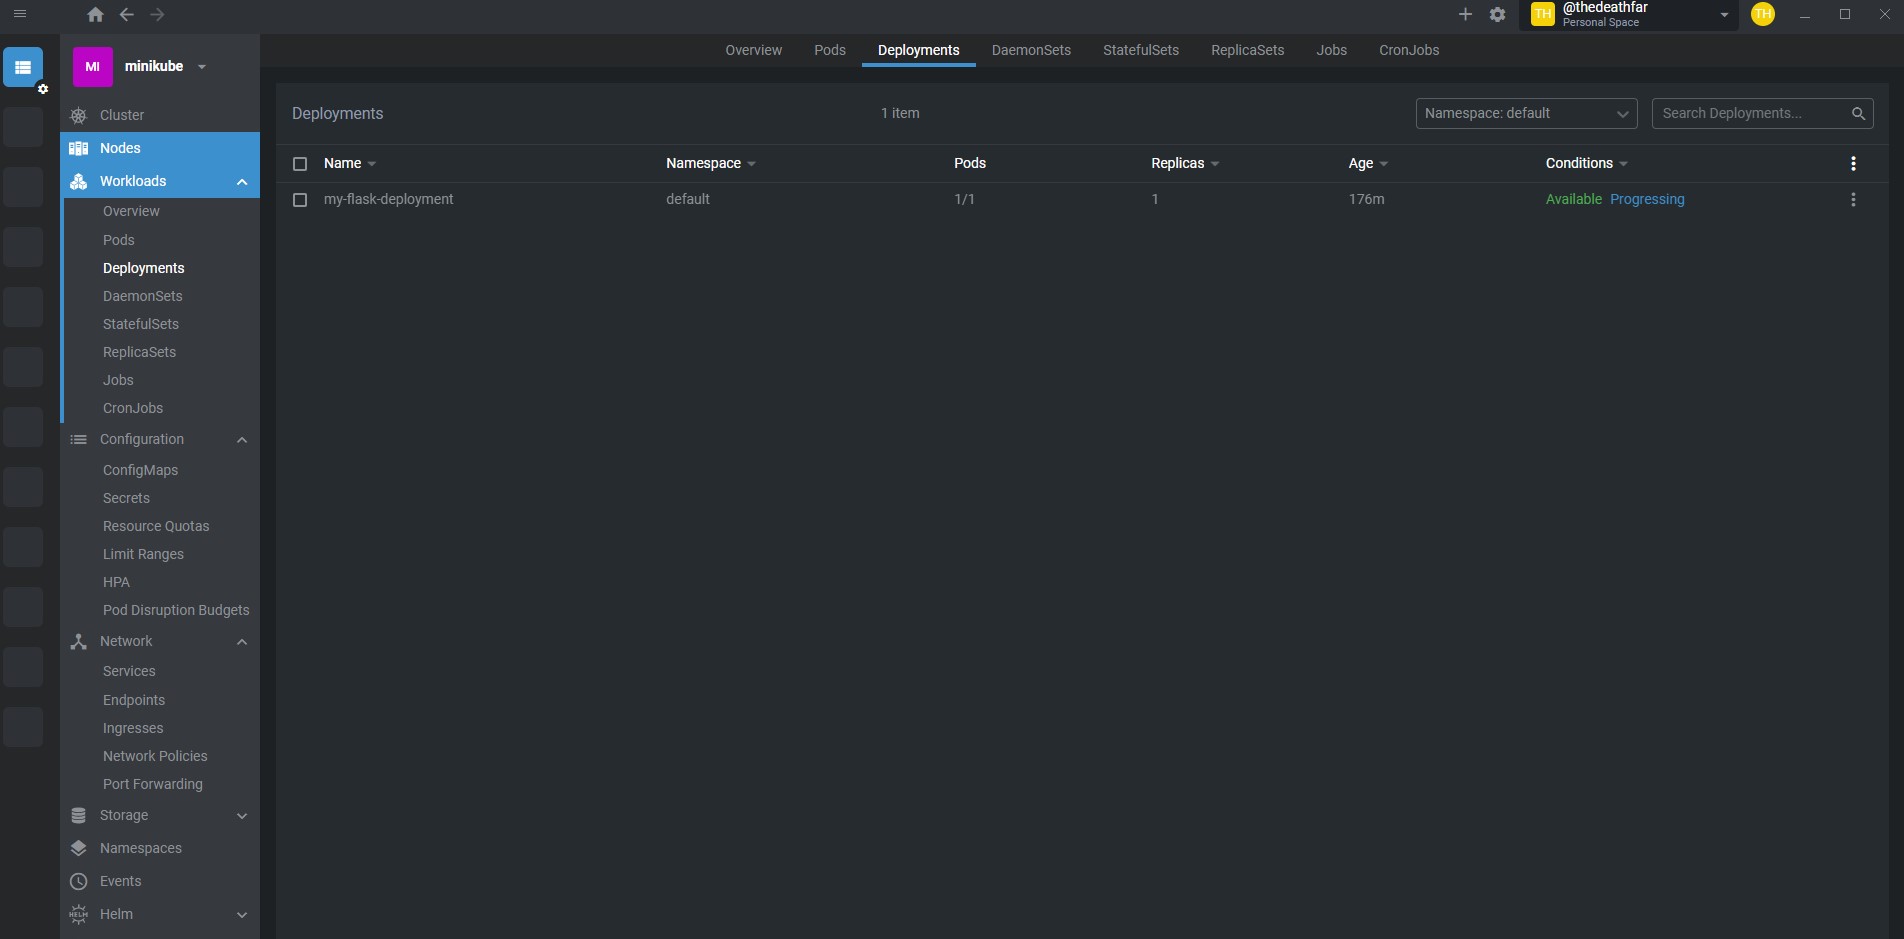 TH
@thedeathfar
Personal Space
TH
MI
minikube
Cluster
Nodes
Workloads
Overview
Pods
Deployments
DaemonSets
StatefulSets
ReplicaSets
Jobs
CronJobs
Configuration
ConfigMaps
Secrets
Resource Quotas
Limit Ranges
HPA
Pod Disruption Budgets
Network
Services
Endpoints
Ingresses
Network Policies
Port Forwarding
Storage
Namespaces
Events
HELM
Helm
Overview Pods Deployments DaemonSets StatefulSets ReplicaSets Jobs CronJobs
Deployments 1 item Namespace: default Search Deployments...
Name Namespace Pods Replicas Age Conditions
my-flask-deployment default 1/1 1 176m Available Progressing